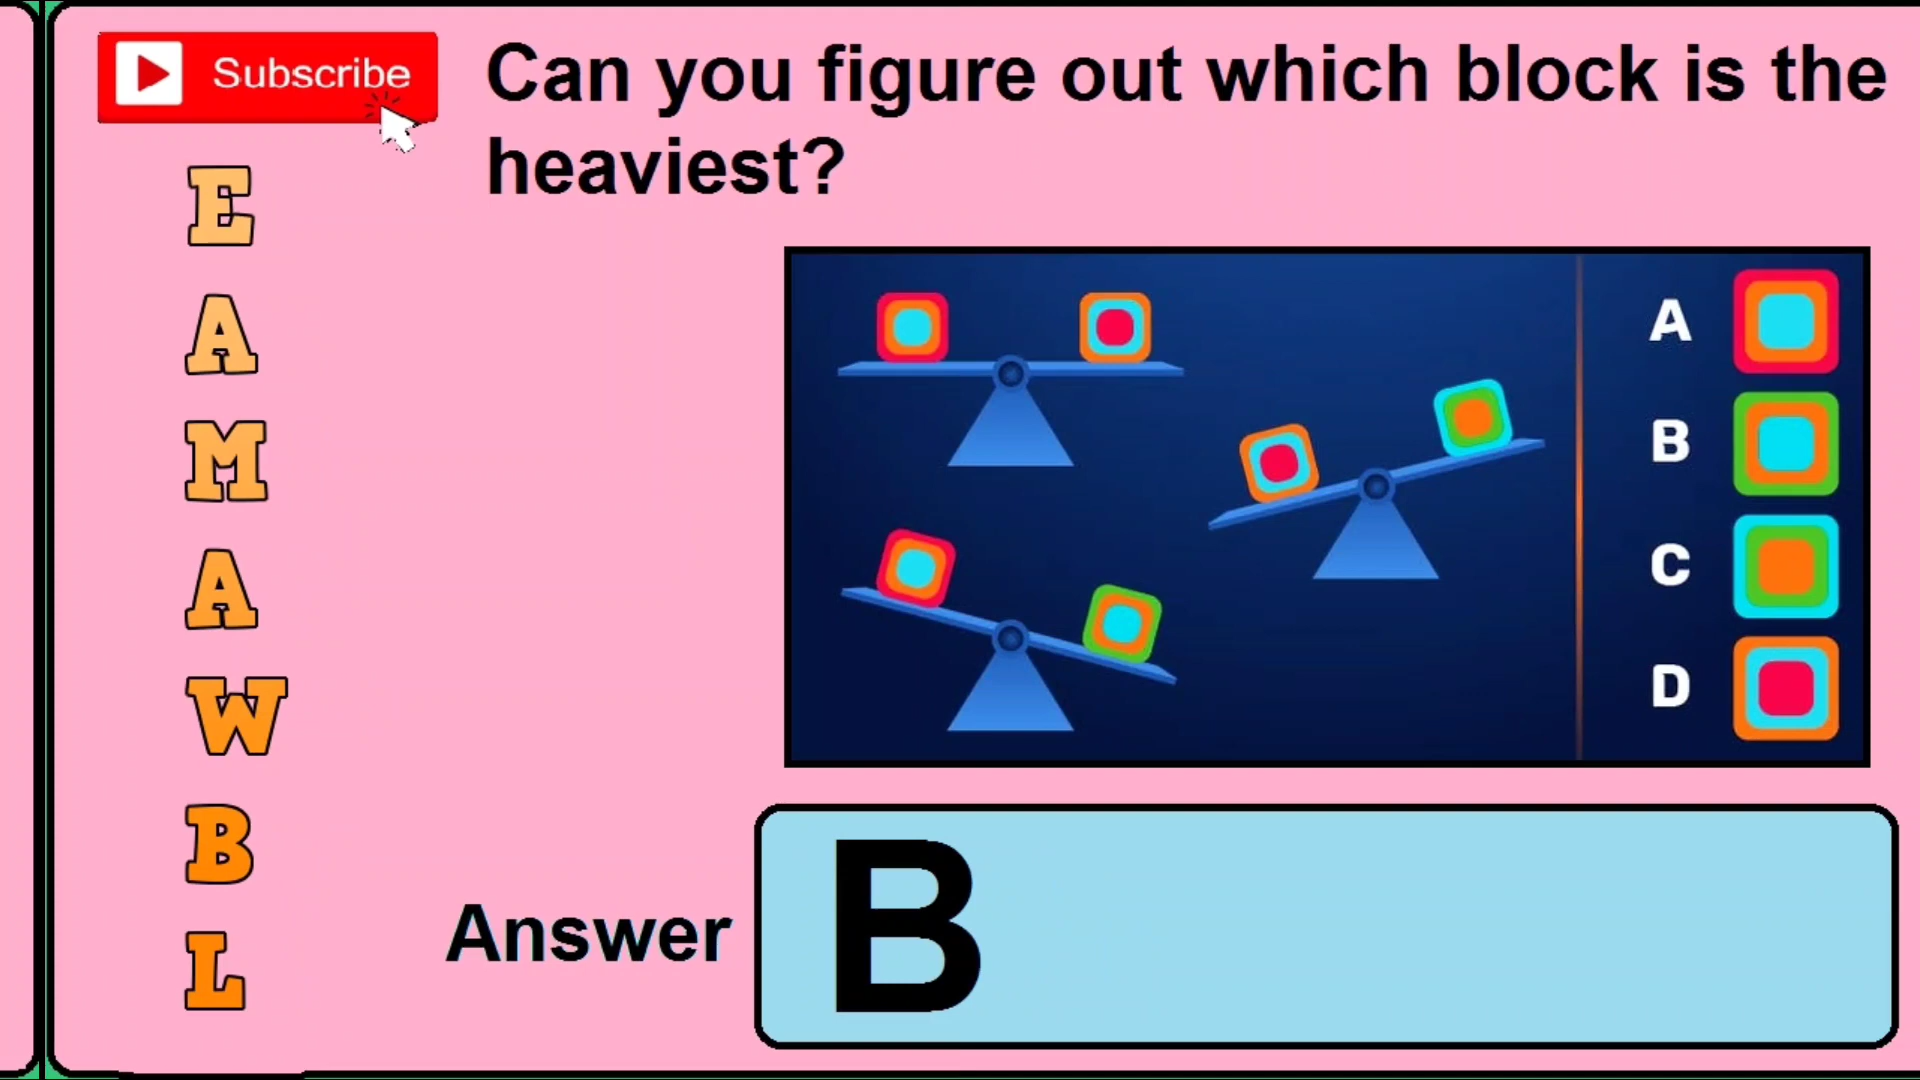 Subscribe
Can you figure out which block is the
heaviest?
E
A
M
A
W
B
L
A
B
C
D
Answer
B